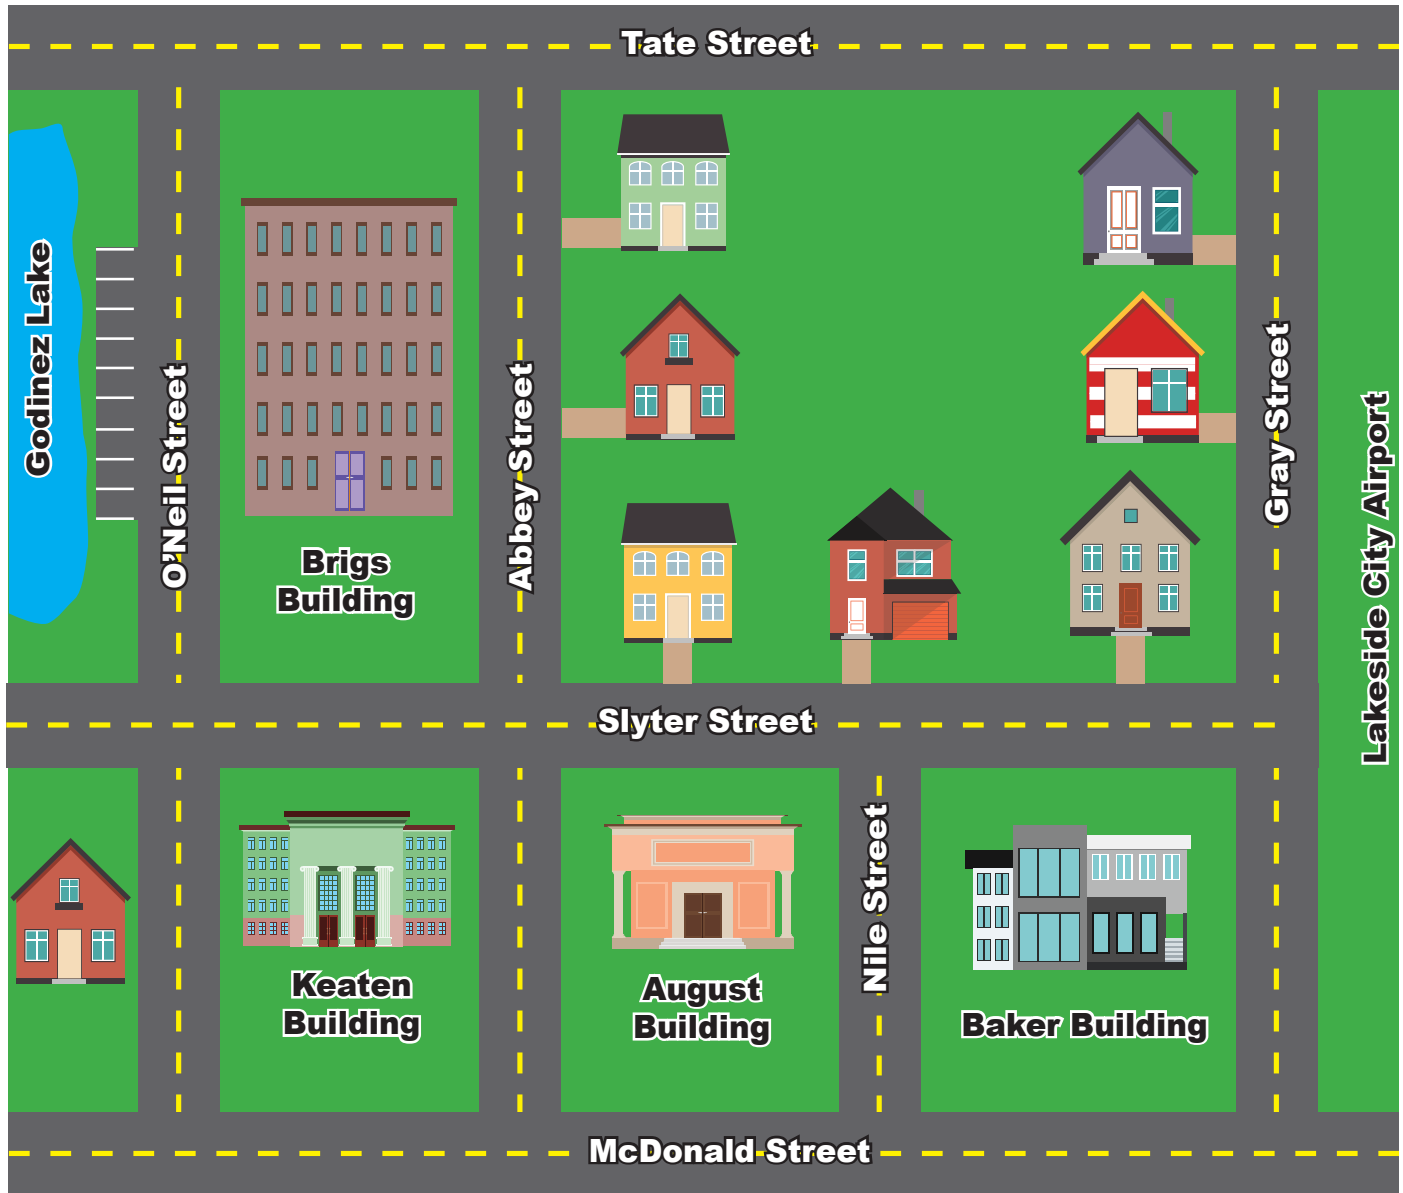 Tate Street
Godinez Lake
O'Neil Street
Brigs
Building
Abbey Street
Gray Street
Lakeside City Airport
Slyter Street
Keaten
Building
August
Building
Nile Street
Baker Building
McDonald Street